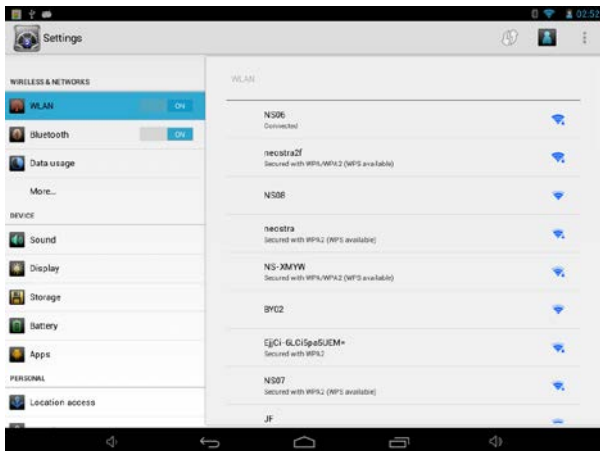 02:52
Settings
WIRELESS & NETWORKS
WLAN
ON
Bluetooth
ON
Data usage
More...
DEVICE
Sound
Display
Storage
Battery
Apps
PERSONAL
Location access
WLAN
NS06
Connected
neostra2f
Secured with WPA/WPA2 (WPS available)
NS08
neostra
Secured with WPA2 (WPS available)
NS-XMYW
Secured with WPA/WPA2 (WPS available)
BY02
Secured with WPA2
NS07
Secured with WPA2 (WPS available)
JF